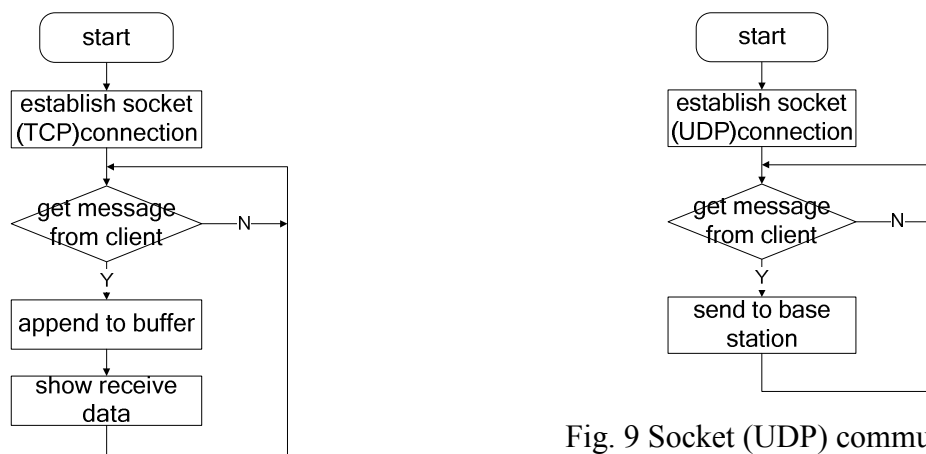 start
establish socket
(TCP)connection
get message
from client
N
Y
append to buffer
show receive
data
start
establish socket
(UDP)connection
get message
from client
N
Y
send to base
station
Fig. 9 Socket (UDP)